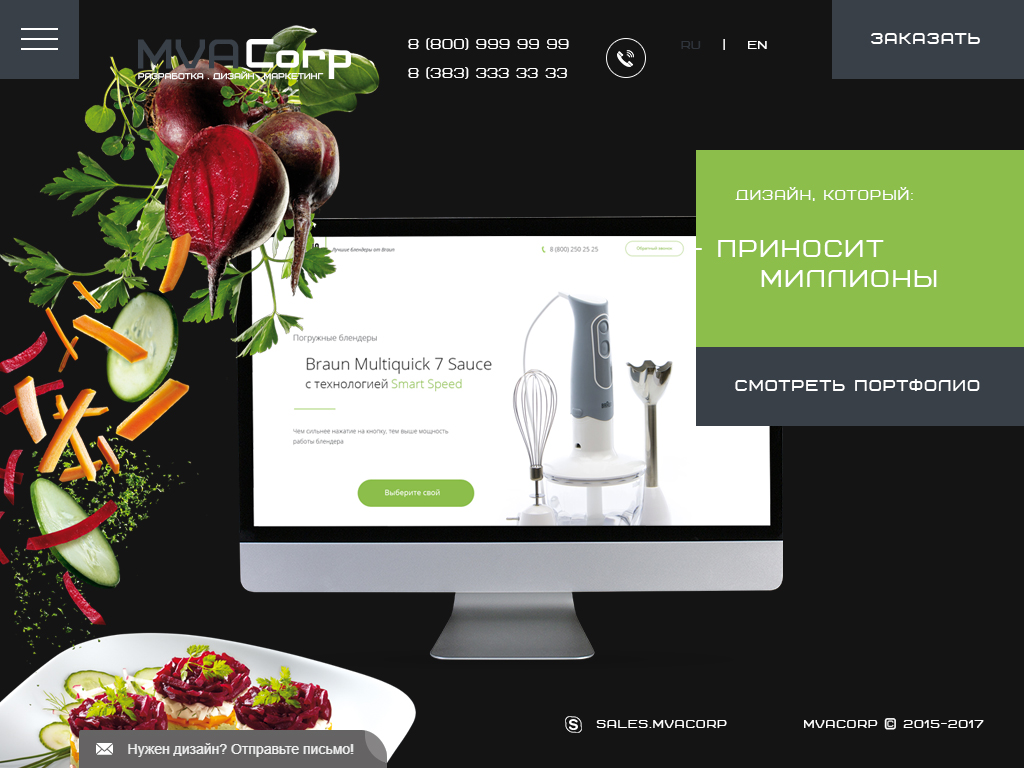 MVACorp
РАЗРАБОТКА . ДИЗАЙН . МАРКЕТИНГ
8 (800) 999 99 99
8 (383) 333 33 33
RU | EN
ЗАКАЗАТЬ
ДИЗАЙН, КОТОРЫЙ:
- ПРИНОСИТ
МИЛЛИОНЫ
СМОТРЕТЬ ПОРТФОЛИО
Лучшие блендеры от Braun
8 (800) 250 25 25
Обратный звонок
Погружные блендеры
Braun Multiquick 7 Sauce
с технологией Smart Speed
Чем сильнее нажатие на кнопку, тем выше мощность
работы блендера
Выберите свой
SALES.MVACORP
MVACORP © 2015-2017
Нужен дизайн? Отправьте письмо!